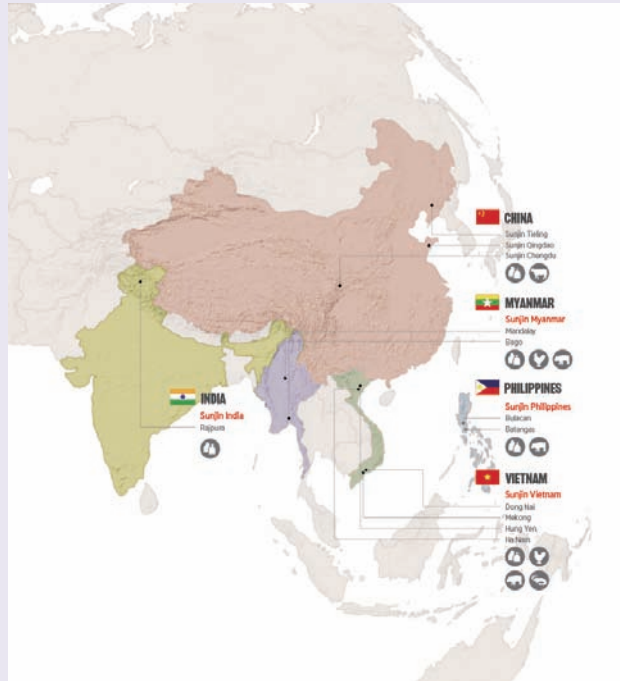 CHINA
Sunjin Tieling
Sunjin Qingdao
Sunjin Chengdu
MYANMAR
Sunjin Myanmar
Mandalay
Bago
PHILIPPINES
Sunjin Philippines
Bulacan
Batangas
INDIA
Sunjin India
Rajpura
VIETNAM
Sunjin Vietnam
Dong Nai
Mekong
Hung Yen
Ha Nam